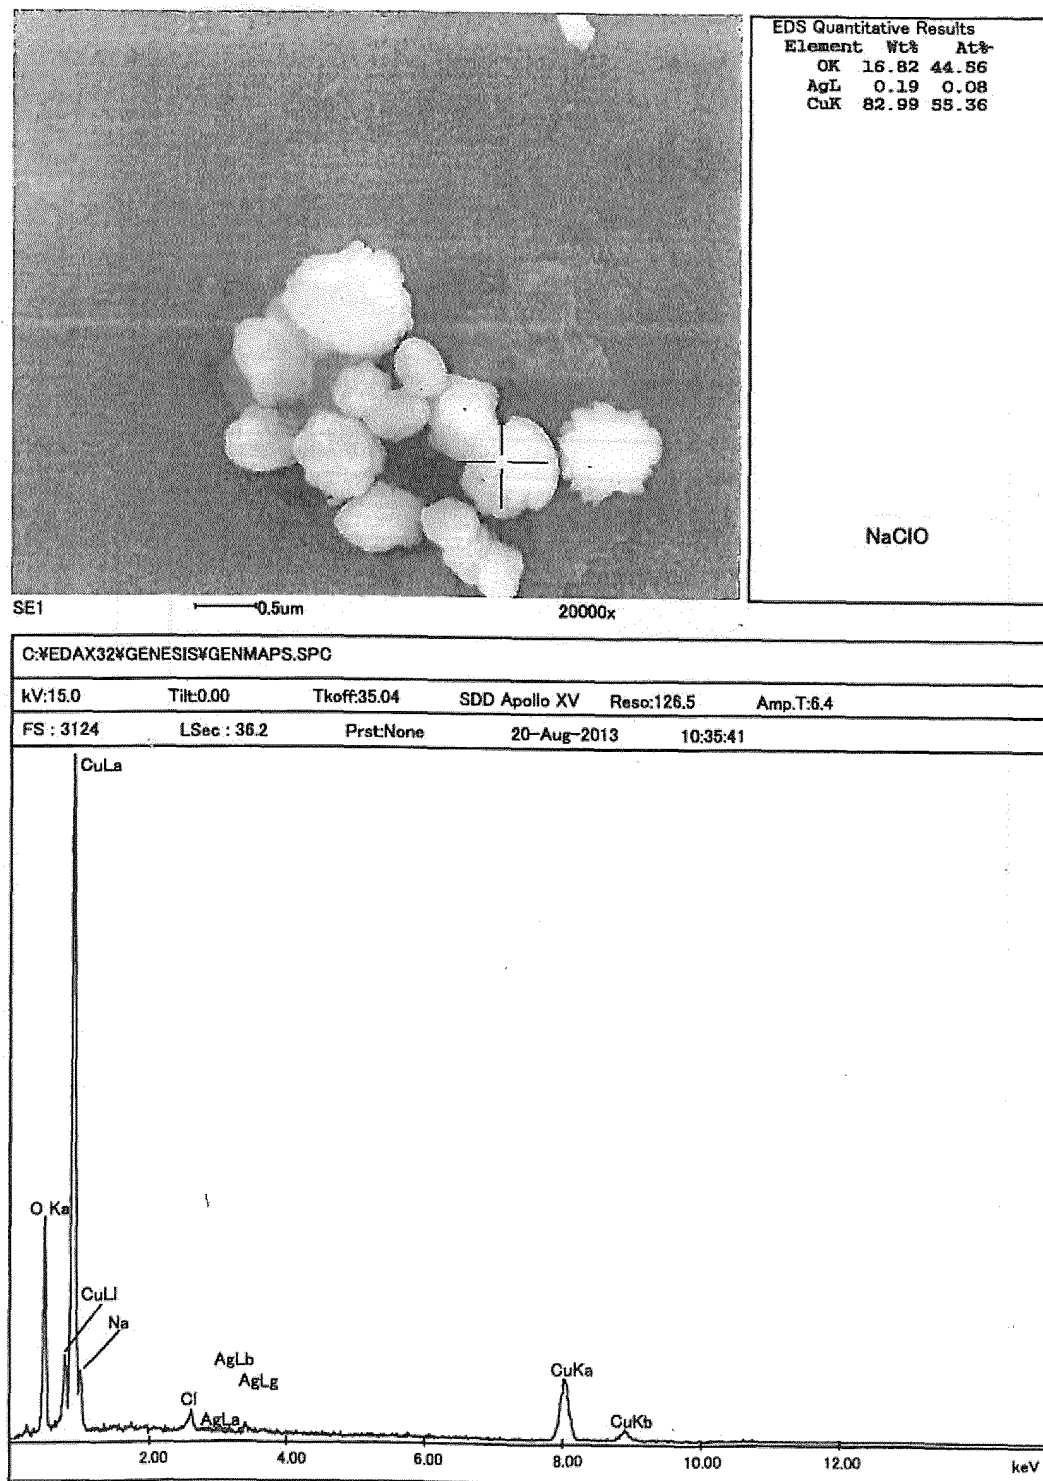 EDS Quantitative Results
Element Wt% At%
OK 16.82 44.56
AgL 0.19 0.08
CuK 82.99 55.36
NaClO
SE1 0.5um 20000x
C:¥EDAX32¥GENESIS¥GENMAPS.SPC
kV:15.0 Tilt:0.00 Tkoff:35.04 SDD Apollo XV Reso:126.5 Amp.T:6.4
FS : 3124 LSec : 36.2 Prst:None 20-Aug-2013 10:35:41
CuLa
O Ka
CuLl
Na
AgLb
AgLg
Cl
AgLa
CuKa
CuKb
2.00 4.00 6.00 8.00 10.00 12.00 keV